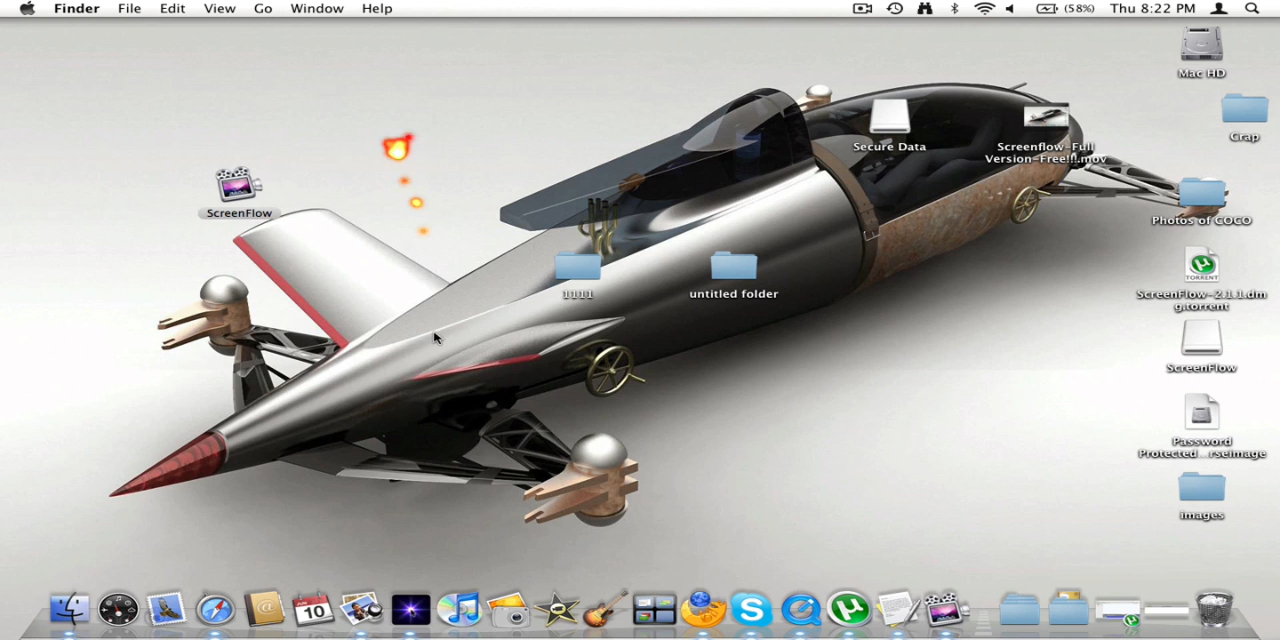 Finder File Edit View Go Window Help (58%) Thu 8:22 PM
Mac HD
Crap
Secure Data
Screenflow-Full
Version-Free!!!.mov
ScreenFlow
Photos of COCO
1111
untitled folder
TORRENT
ScreenFlow-2.1.1.dm
g.torrent
ScreenFlow
Password
Protected...rseimage
images
10